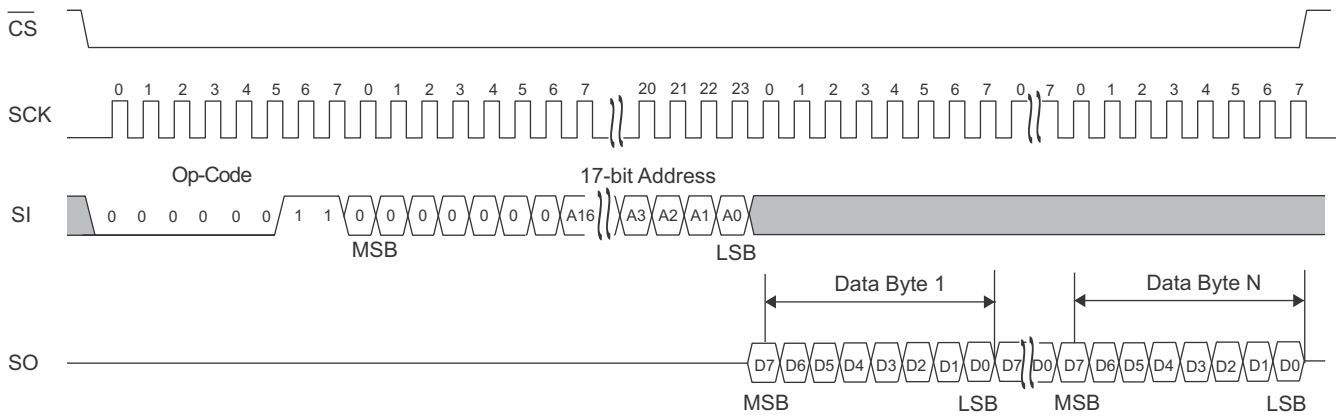 CS
0 1 2 3 4 5 6 7 0 1 2 3 4 5 6 7 20 21 22 23 0 1 2 3 4 5 6 7 0 7 0 1 2 3 4 5 6 7
SCK
Op-Code 17-bit Address
SI 0 0 0 0 0 0 1 1 0 0 0 0 0 0 0 A16 A3 A2 A1 A0
MSB LSB
Data Byte 1 Data Byte N
SO D7 D6 D5 D4 D3 D2 D1 D0 D7 D0 D7 D6 D5 D4 D3 D2 D1 D0
MSB LSB MSB LSB